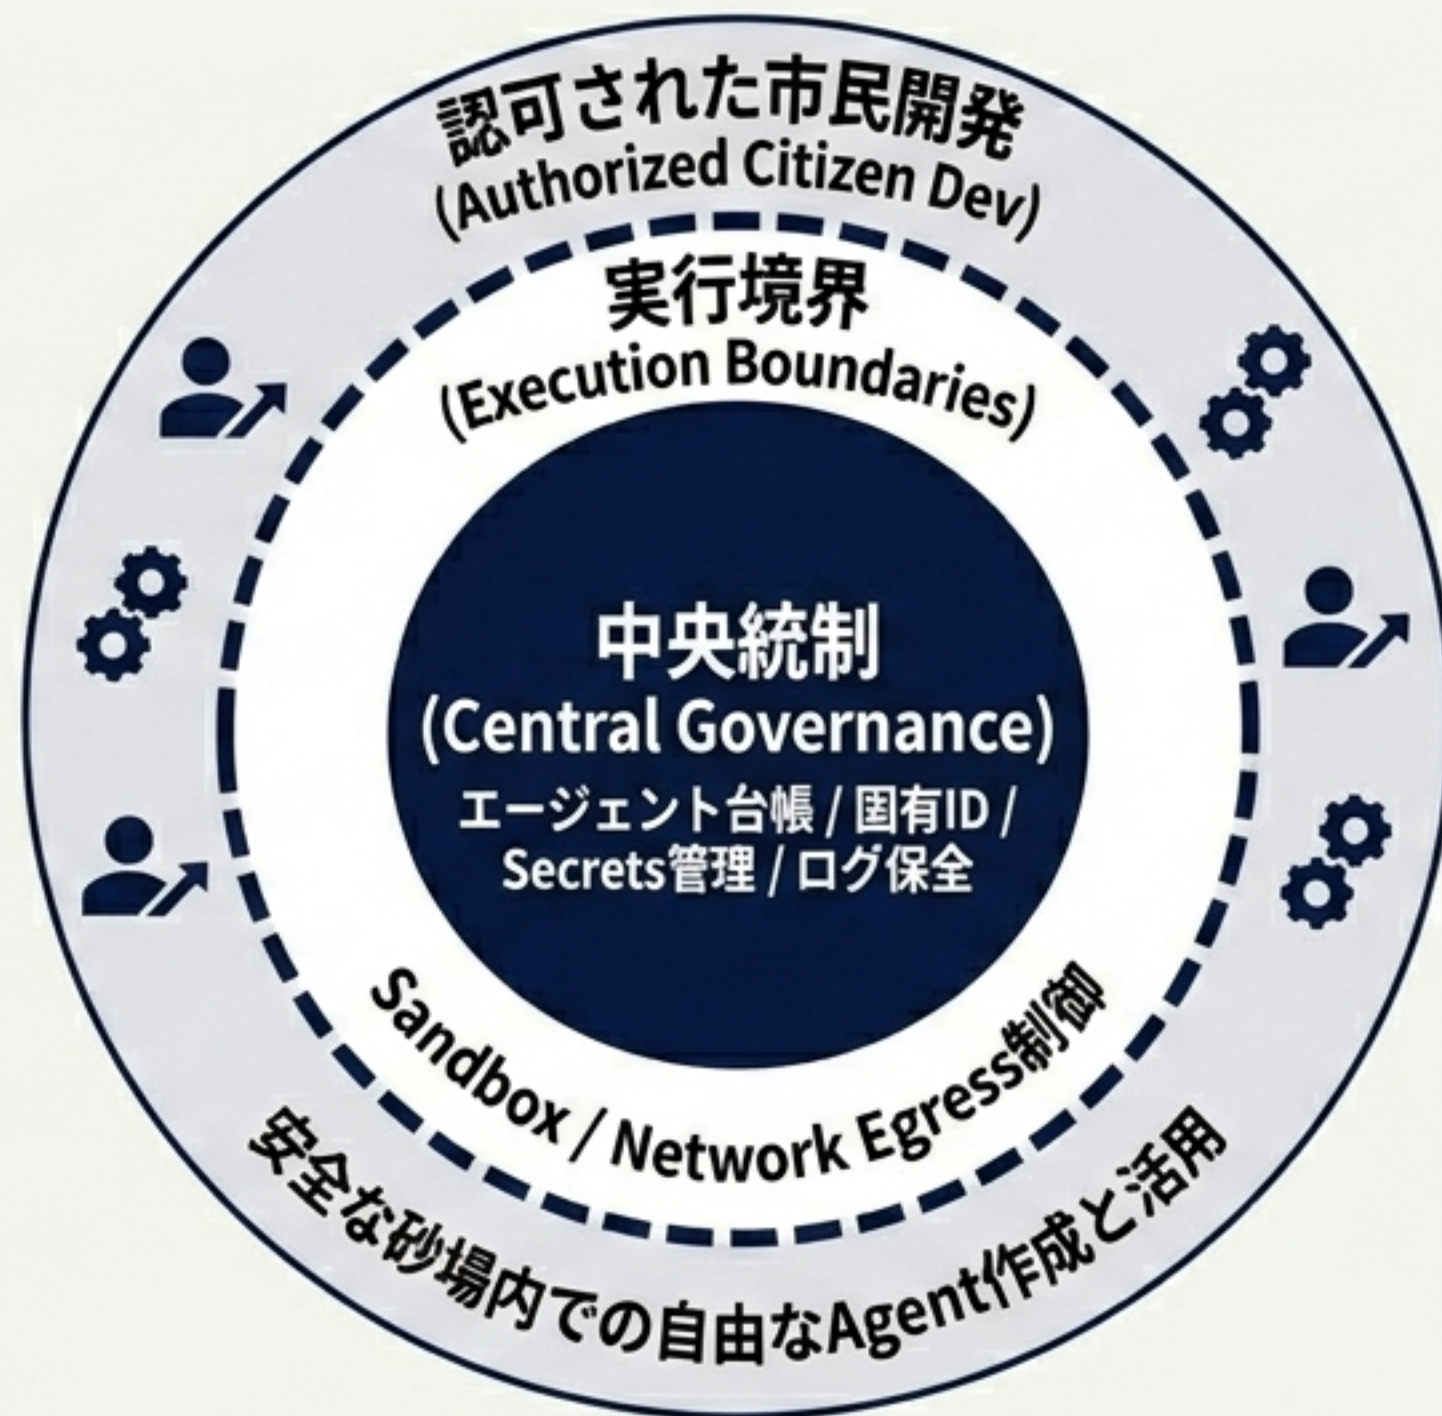 認可された市民開発
(Authorized Citizen Dev)
実行境界
(Execution Boundaries)
中央統制
(Central Governance)
エージェント台帳 / 固有ID /
Secrets管理 / ログ保全
Sandbox / Network Egress制御
安全な砂場内での自由なAgent作成と活用